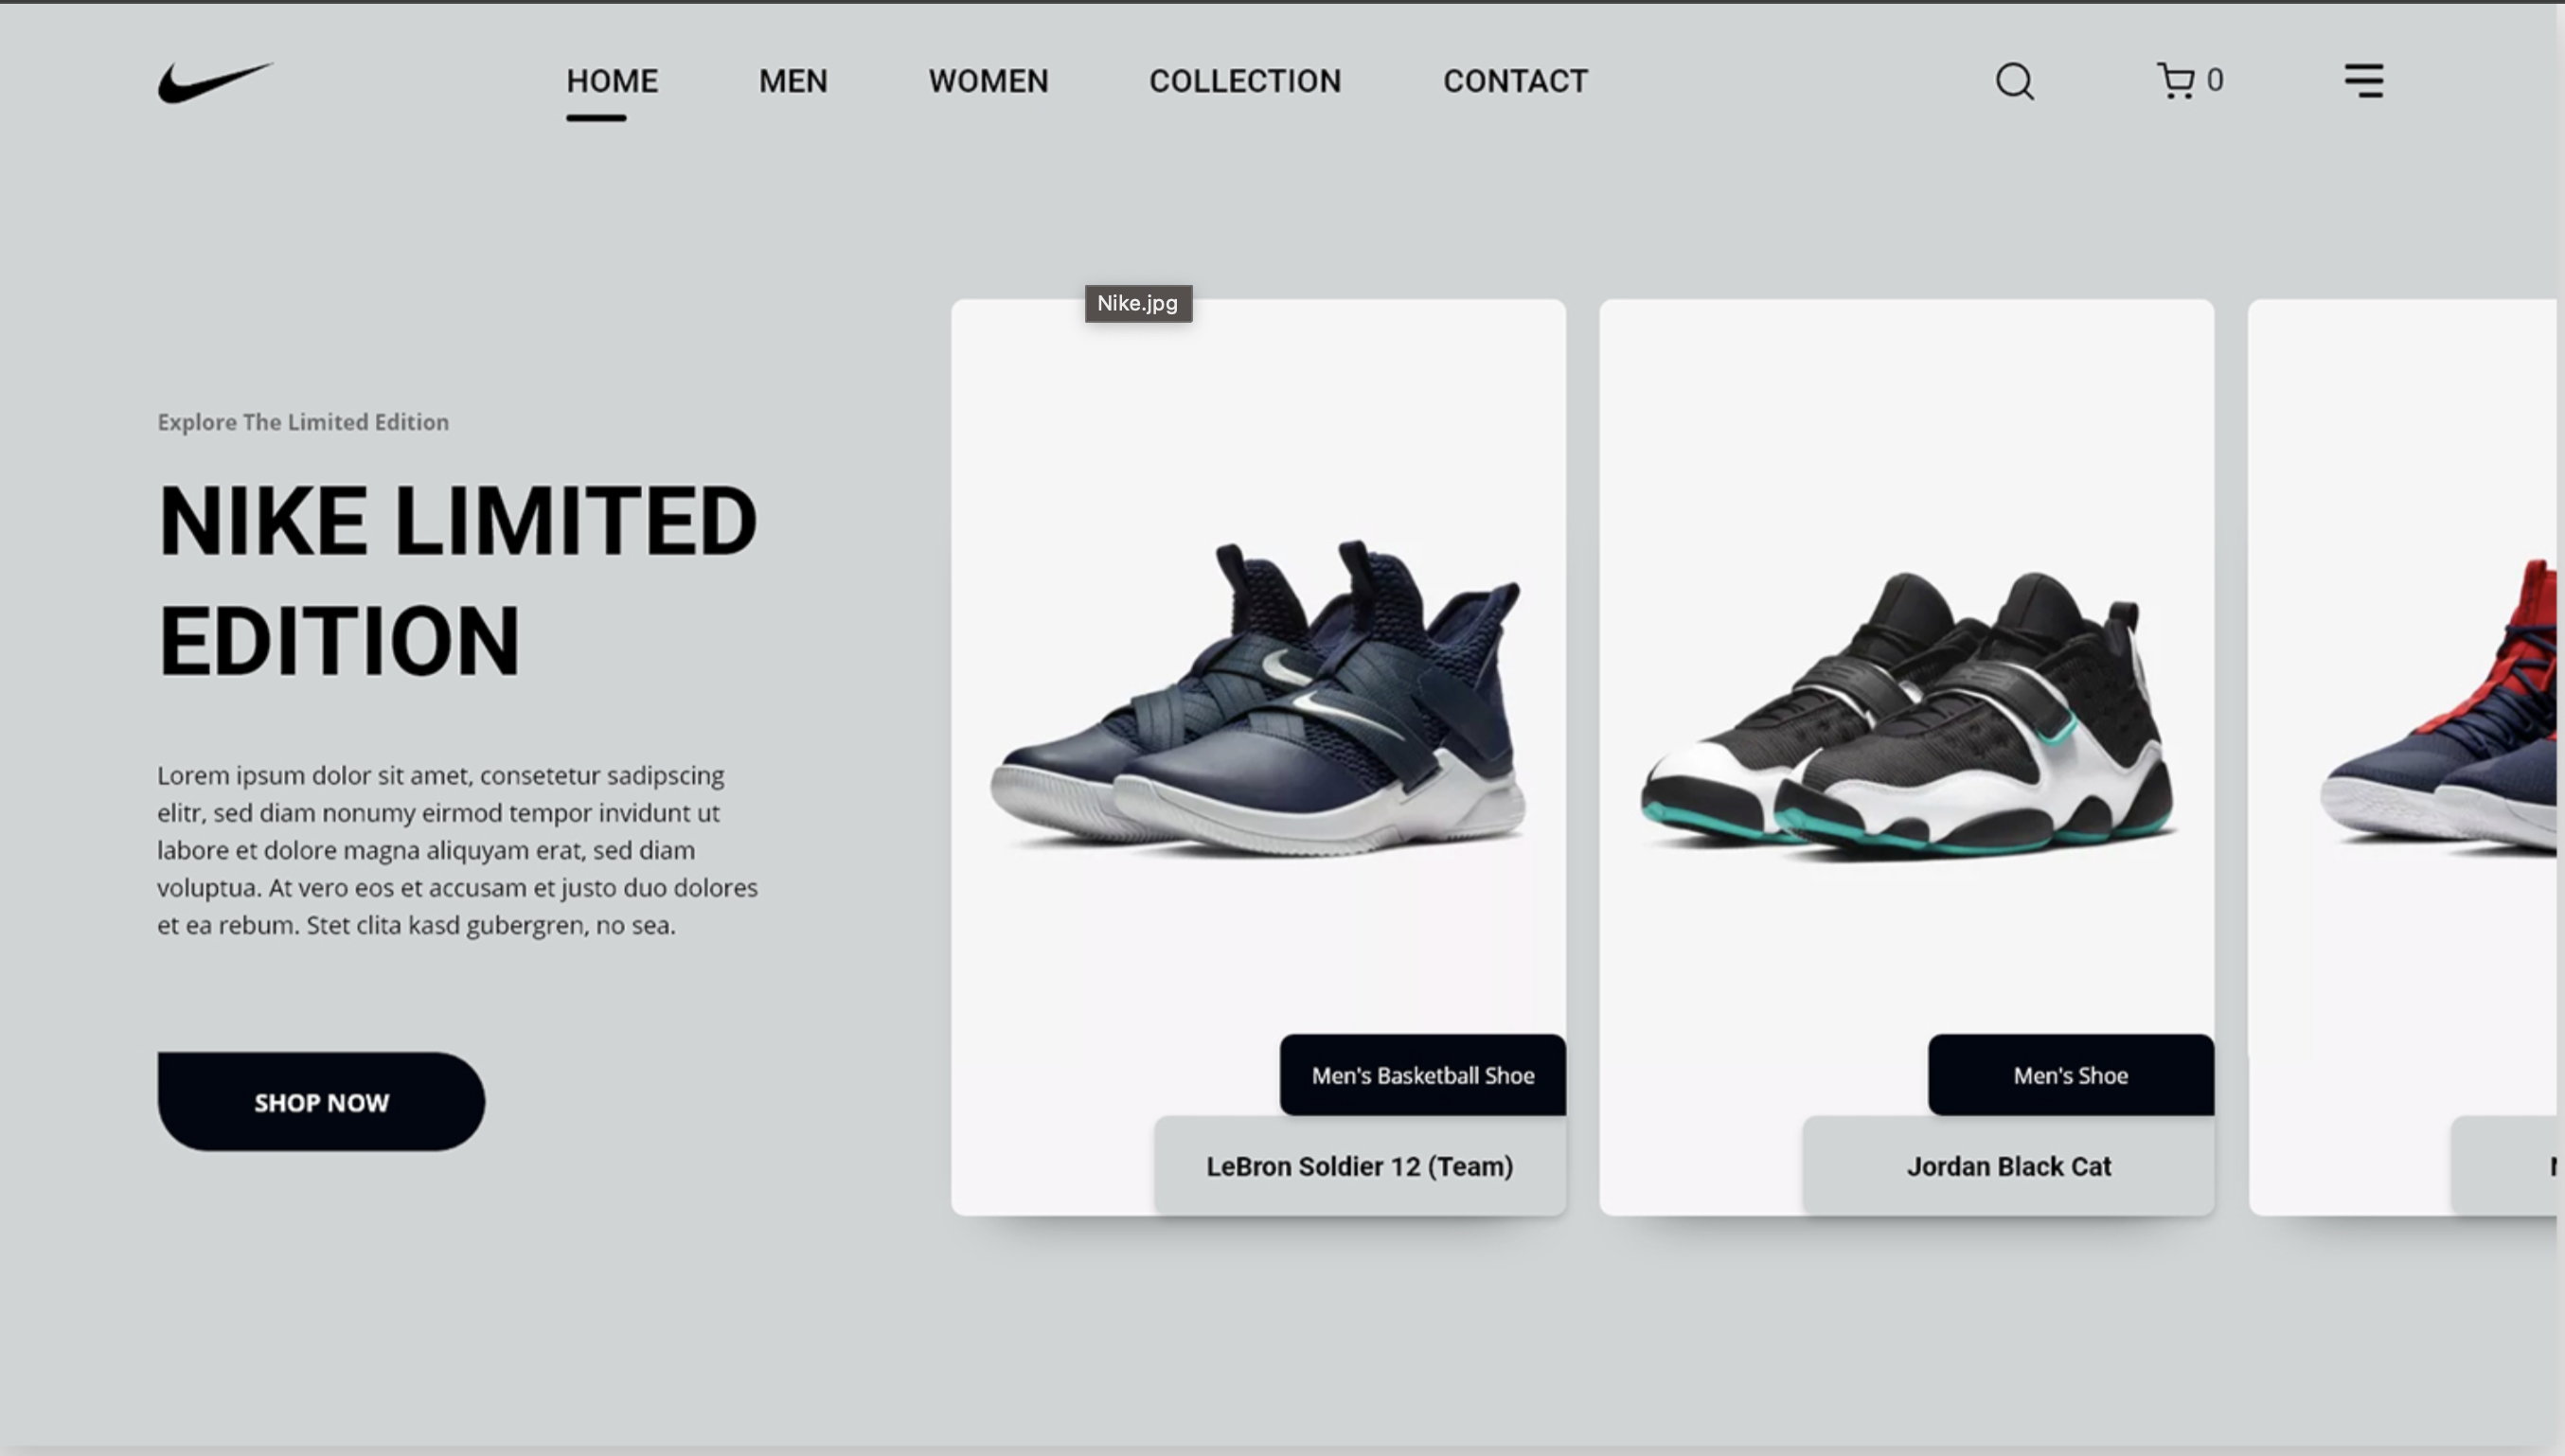 HOME
MEN
WOMEN
COLLECTION
CONTACT
0
Nike.jpg
Explore The Limited Edition
NIKE LIMITED
EDITION
Lorem ipsum dolor sit amet, consetetur sadipscing
elitr, sed diam nonumy eirmod tempor invidunt ut
labore et dolore magna aliquyam erat, sed diam
voluptua. At vero eos et accusam et justo duo dolores
et ea rebum. Stet clita kasd gubergren, no sea.
SHOP NOW
Men's Basketball Shoe
LeBron Soldier 12 (Team)
Men's Shoe
Jordan Black Cat